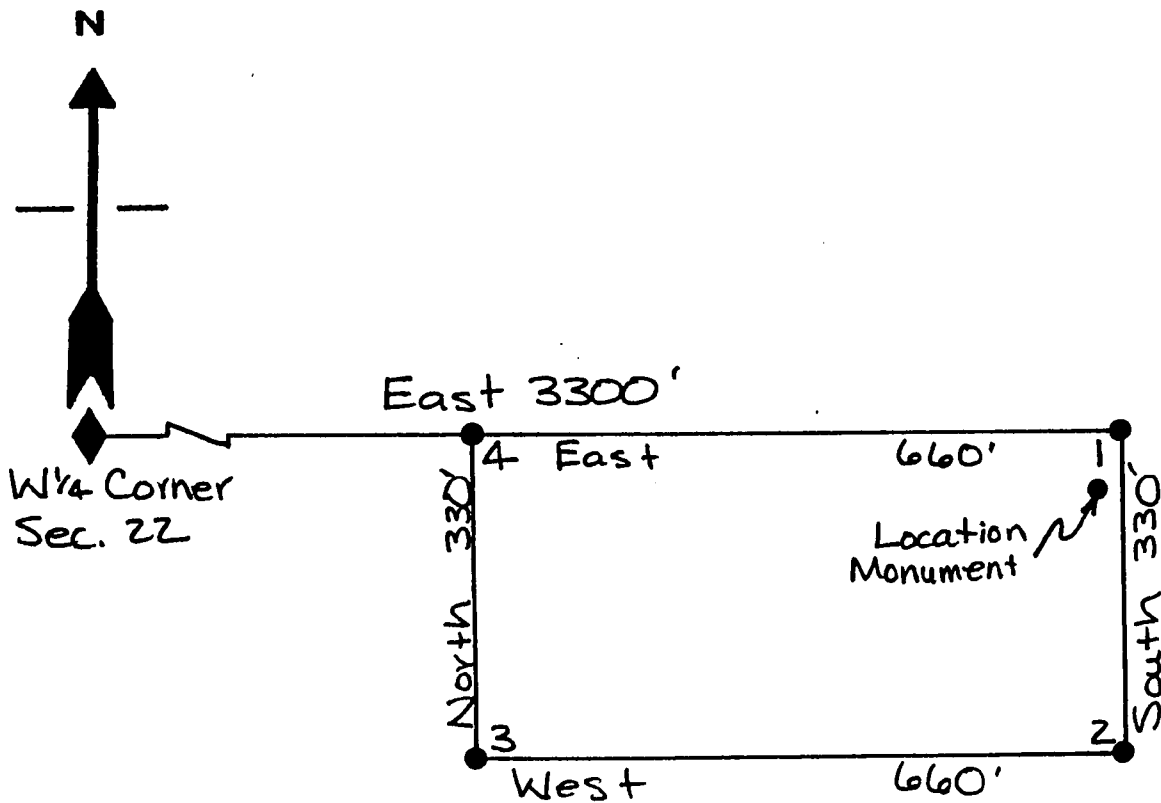 N
East 3300'
4 East 660' 1
W 1/4 Corner
Sec. 22
North 330'
South 330'
Location
Monument
3 2
West 660'